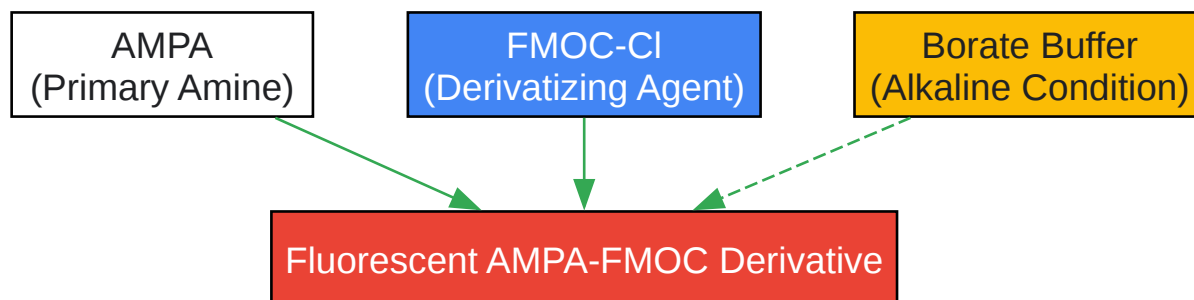 AMPA
(Primary Amine)
FMOC-Cl
(Derivatizing Agent)
Borate Buffer
(Alkaline Condition)
Fluorescent AMPA-FMOC Derivative